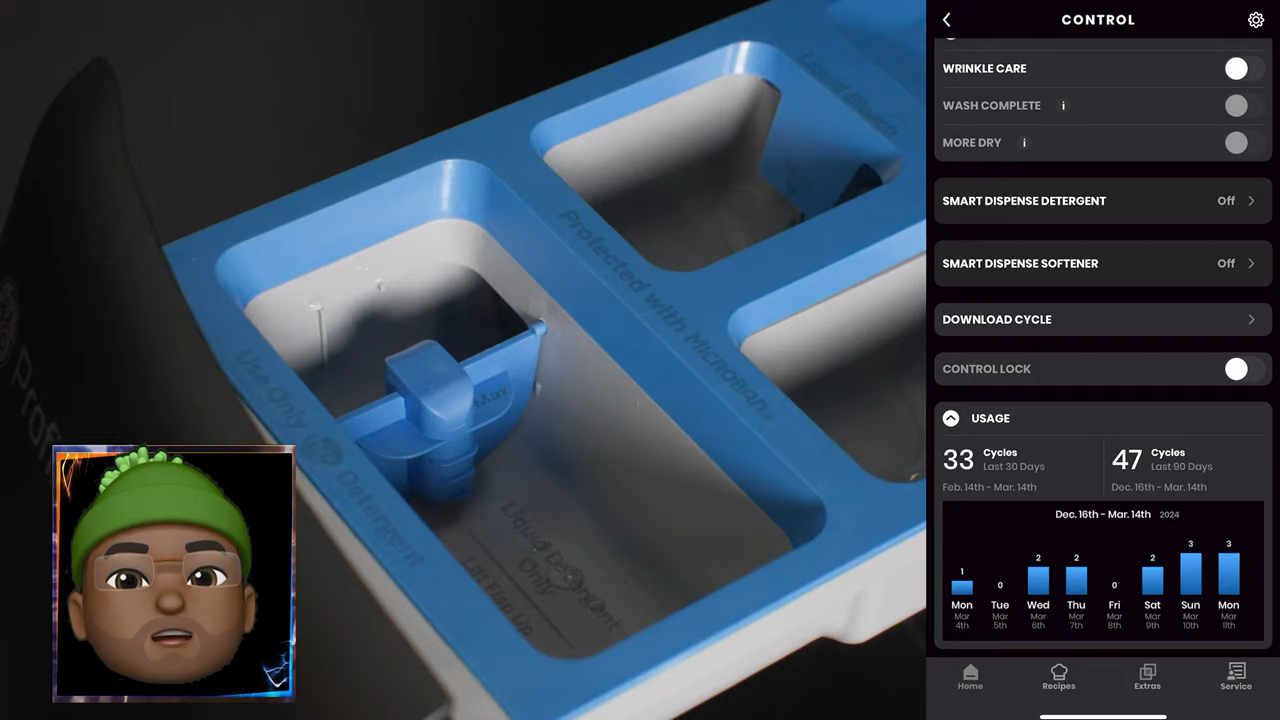 CONTROL
WRINKLE CARE
WASH COMPLETE i
MORE DRY i
SMART DISPENSE DETERGENT Off
SMART DISPENSE SOFTENER Off
DOWNLOAD CYCLE
CONTROL LOCK
USAGE
33 Cycles
Last 30 Days
Feb. 14th - Mar. 14th
47 Cycles
Last 90 Days
Dec. 16th - Mar. 14th
Dec. 16th - Mar. 14th 2024
1 0 2 2 0 2 3 3
Mon Tue Wed Thu Fri Sat Sun Mon
Mar Mar Mar Mar Mar Mar Mar Mar
4th 5th 6th 7th 8th 9th 10th 11th
Home Recipes Extras Service
Liquid Bleach
Protected with Microban®
Use Only HE Detergent
Max
Liquid Detergent
Only
Lift Flap Up
Prof